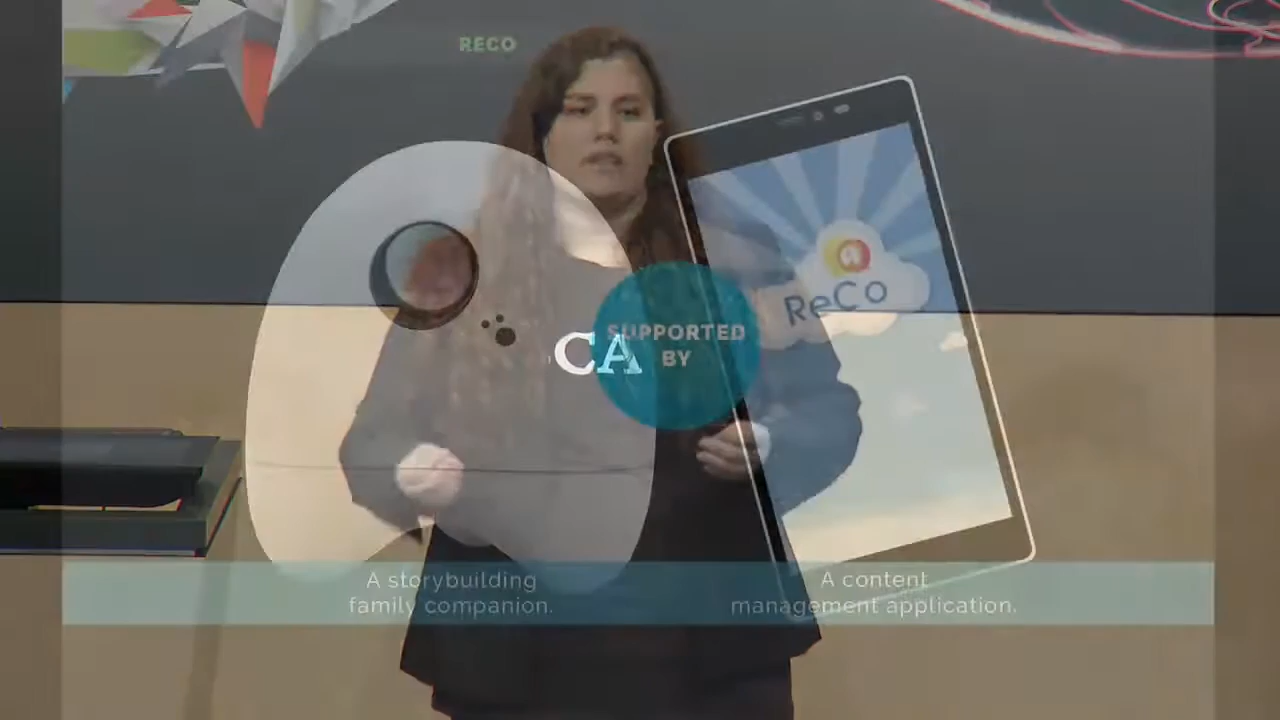 RECO
ReCo
CA
SUPPORTED
BY
A storybuilding
family companion.
A content
management application.